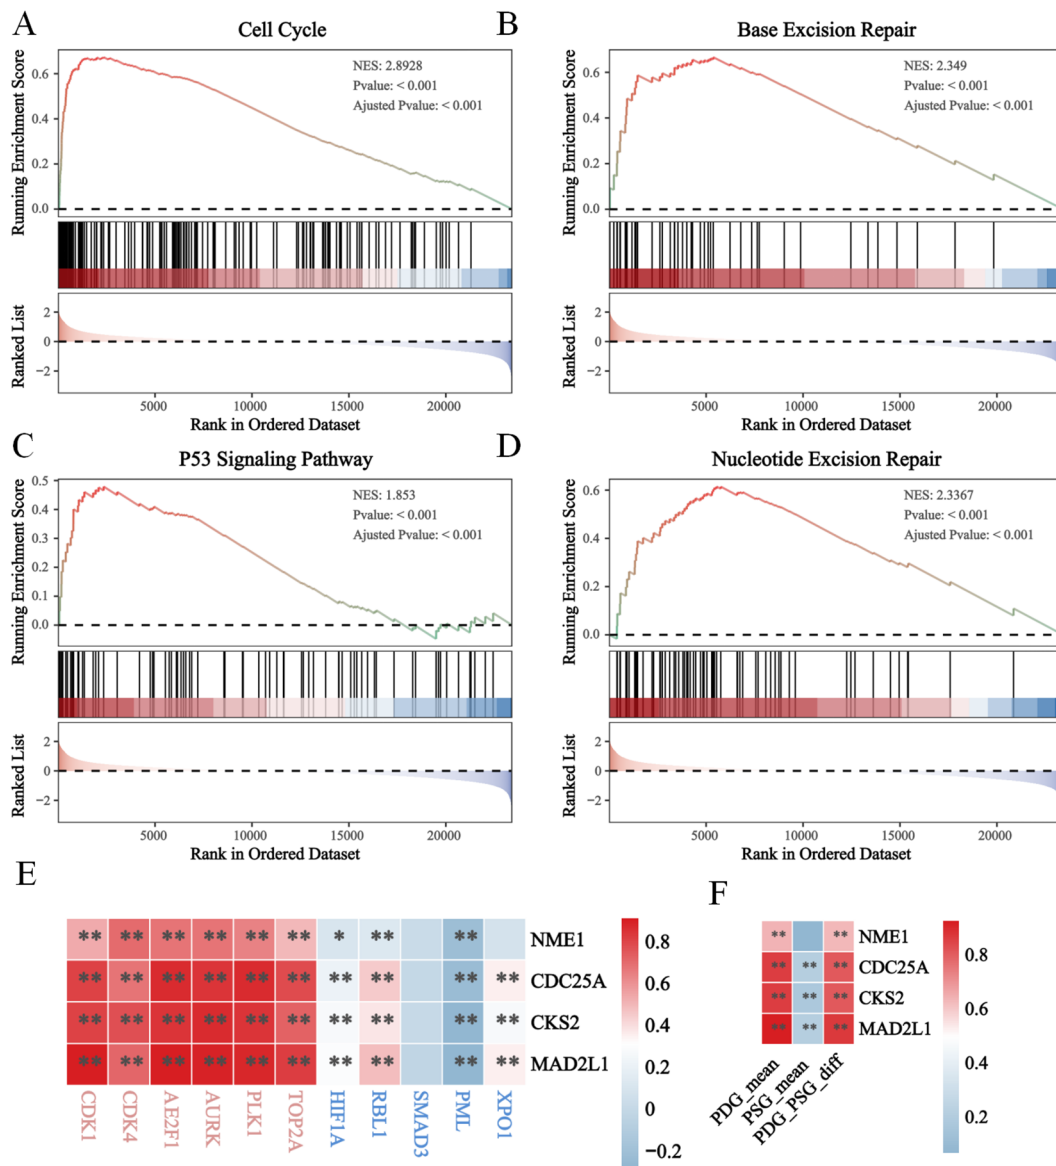 A
Cell Cycle
Running Enrichment Score
0.6
0.4
0.2
0.0
NES: 2.8928
Pvalue: < 0.001
Ajusted Pvalue: < 0.001
Ranked List
2
0
−2
5000 10000 15000 20000
Rank in Ordered Dataset
B
Base Excision Repair
Running Enrichment Score
0.6
0.4
0.2
0.0
NES: 2.349
Pvalue: < 0.001
Ajusted Pvalue: < 0.001
Ranked List
2
0
−2
5000 10000 15000 20000
Rank in Ordered Dataset
C
P53 Signaling Pathway
Running Enrichment Score
0.5
0.4
0.3
0.2
0.1
0.0
NES: 1.853
Pvalue: < 0.001
Ajusted Pvalue: < 0.001
Ranked List
2
0
−2
5000 10000 15000 20000
Rank in Ordered Dataset
D
Nucleotide Excision Repair
Running Enrichment Score
0.6
0.4
0.2
0.0
NES: 2.3367
Pvalue: < 0.001
Ajusted Pvalue: < 0.001
Ranked List
2
0
−2
5000 10000 15000 20000
Rank in Ordered Dataset
E
** ** ** ** ** ** * ** ** NME1
** ** ** ** ** ** ** ** ** ** CDC25A
** ** ** ** ** ** ** ** ** ** CKS2
** ** ** ** ** ** ** ** ** ** MAD2L1
CDK1 CDK4 AE2F1 AURK PLK1 TOP2A HIF1A RBL1 SMAD3 PML XPO1
0.8
0.6
0.4
0.2
0
−0.2
F
** ** NME1
** ** ** CDC25A
** ** ** CKS2
** ** ** MAD2L1
PDG_mean
PSG_mean
PDG_PSG_diff
0.8
0.6
0.4
0.2